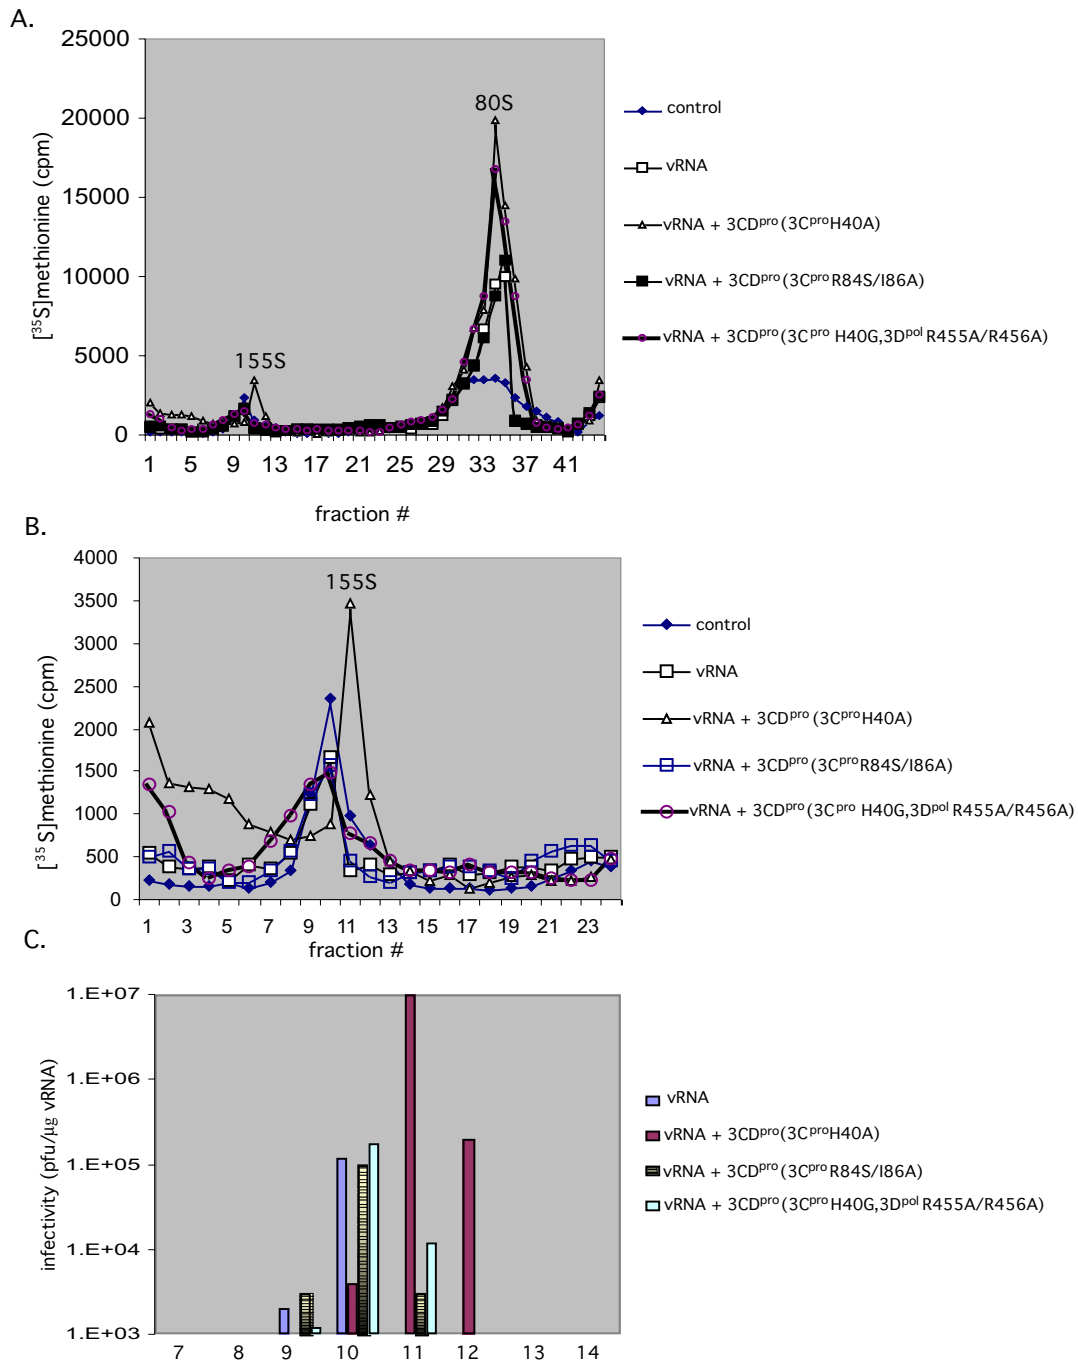 A.
25000
20000
15000
10000
5000
0
[³⁵S]methionine (cpm)
155S
80S
1 5 9 13 17 21 25 29 33 37 41
fraction #
control
vRNA
vRNA + 3CDᵖʳᵒ(3CᵖʳᵒH40A)
vRNA + 3CDᵖʳᵒ(3CᵖʳᵒR84S/I86A)
vRNA + 3CDᵖʳᵒ(3Cᵖʳᵒ H40G,3Dᵖᵒˡ R455A/R456A)
B.
4000
3500
3000
2500
2000
1500
1000
500
0
[³⁵ S]methionine (cpm)
155S
1 3 5 7 9 11 13 15 17 19 21 23
fraction #
control
vRNA
vRNA + 3CDᵖʳᵒ(3CᵖʳᵒH40A)
vRNA + 3CDᵖʳᵒ(3CᵖʳᵒR84S/I86A)
vRNA + 3CDᵖʳᵒ(3Cᵖʳᵒ H40G,3Dᵖᵒˡ R455A/R456A)
C.
1.E+07
1.E+06
1.E+05
1.E+04
1.E+03
infectivity (pfu/µg vRNA)
7 8 9 10 11 12 13 14
vRNA
vRNA + 3CDᵖʳᵒ(3CᵖʳᵒH40A)
vRNA + 3CDᵖʳᵒ(3CᵖʳᵒR84S/I86A)
vRNA + 3CDᵖʳᵒ(3CᵖʳᵒH40G,3Dᵖᵒˡ R455A/R456A)